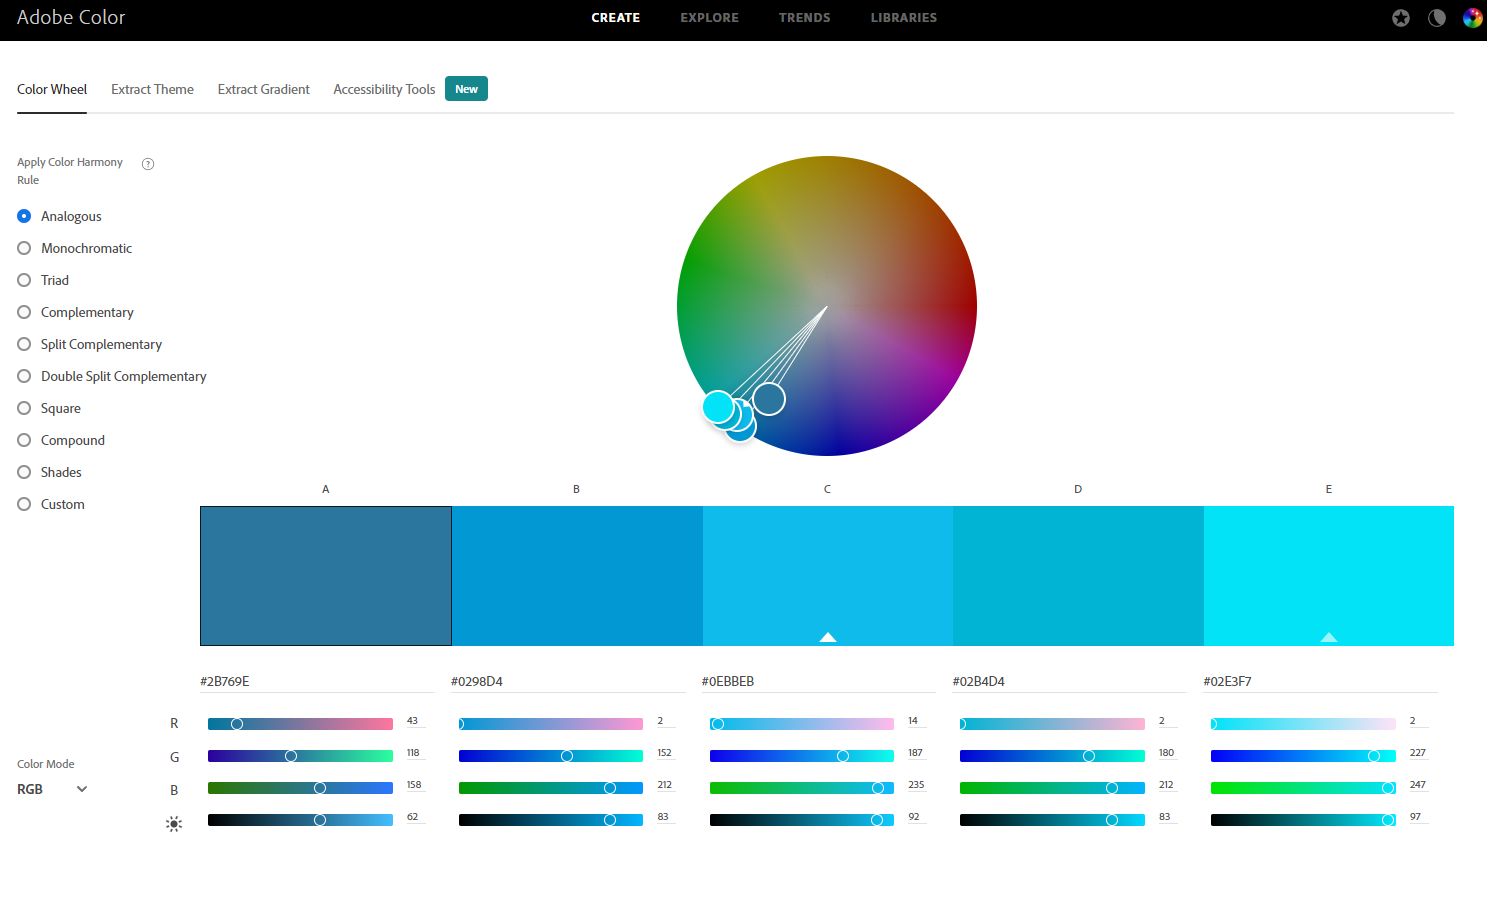 Adobe Color
CREATE EXPLORE TRENDS LIBRARIES
Color Wheel Extract Theme Extract Gradient Accessibility Tools New
Apply Color Harmony
Rule
?
Analogous
Monochromatic
Triad
Complementary
Split Complementary
Double Split Complementary
Square
Compound
Shades
Custom
A B C D E
#2B769E #0298D4 #0EBBEB #02B4D4 #02E3F7
R 43 2 14 2 2
G 118 152 187 180 227
B 158 212 235 212 247
62 83 92 83 97
Color Mode
RGB